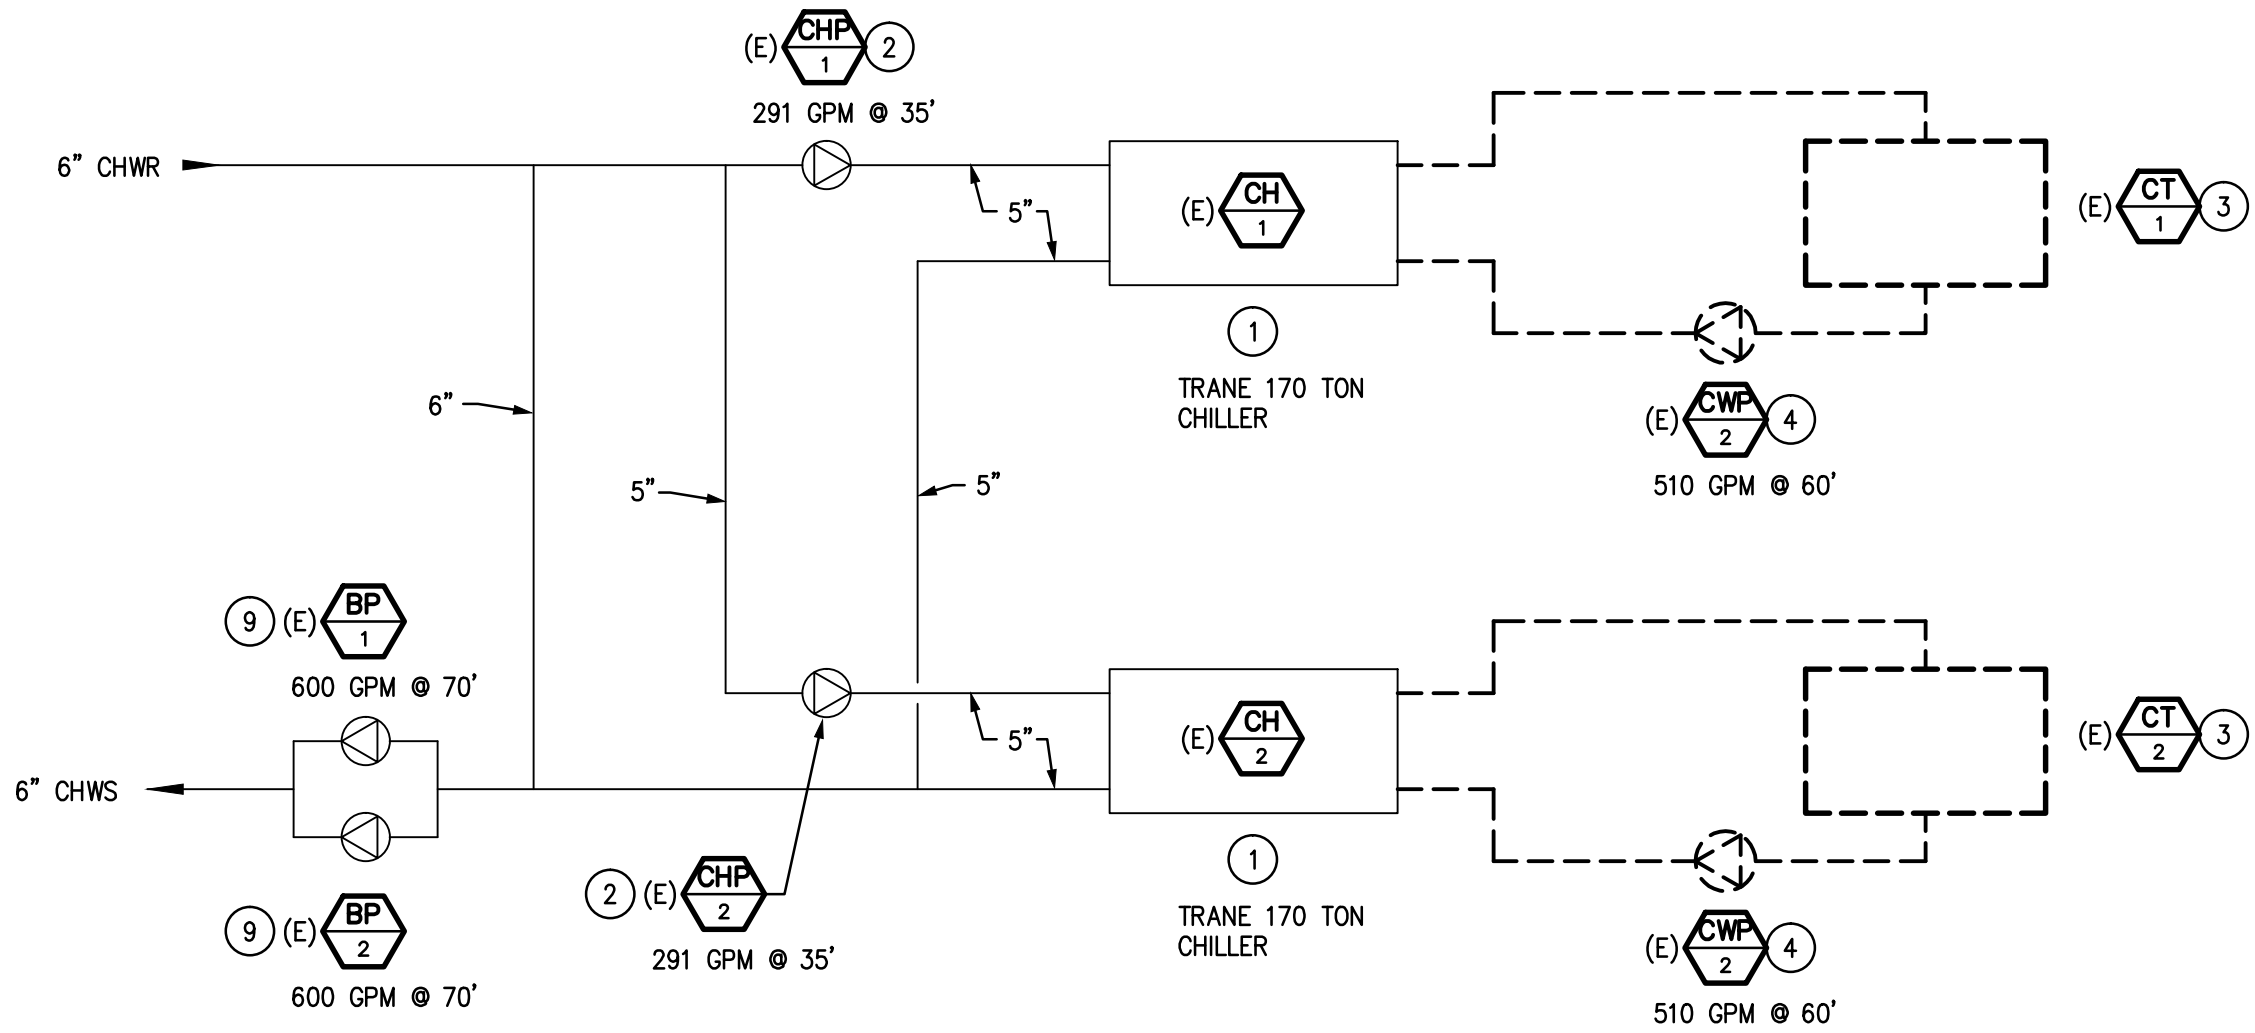 (E) CHP 2
1
291 GPM @ 35'
6" CHWR
5"
(E) CH
1
(E) CT 3
1
1
TRANE 170 TON
CHILLER
(E) CWP 4
2
510 GPM @ 60'
6"
5"
5"
9 (E) BP
1
600 GPM @ 70'
5"
(E) CH
2
(E) CT 3
2
6" CHWS
1
2 (E) CHP
2
291 GPM @ 35'
TRANE 170 TON
CHILLER
9 (E) BP
2
600 GPM @ 70'
(E) CWP 4
2
510 GPM @ 60'